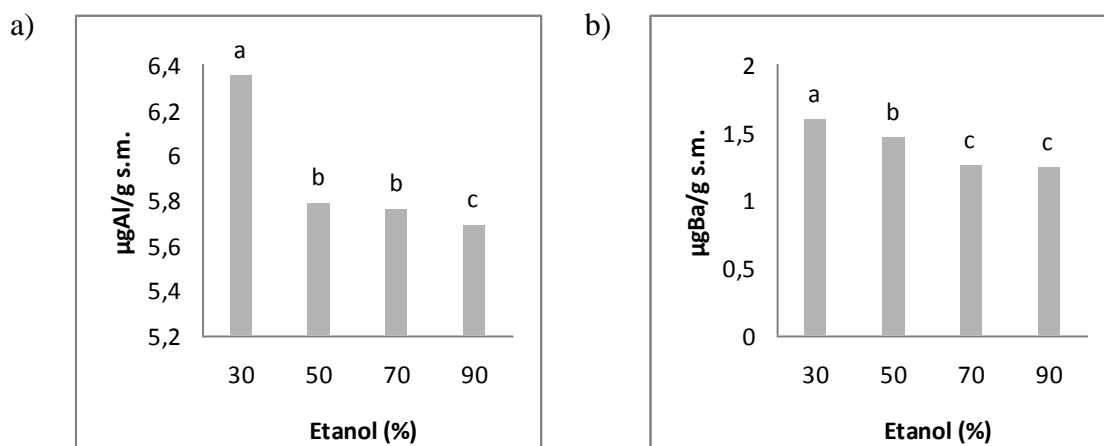 a)
a
6,4
6,2
6
5,8
5,6
5,4
5,2
b
b
c
µgAl/g s.m.
30 50 70 90
Etanol (%)
b)
2
1,5
1
0,5
0
a
b
c
c
µgBa/g s.m.
30 50 70 90
Etanol (%)